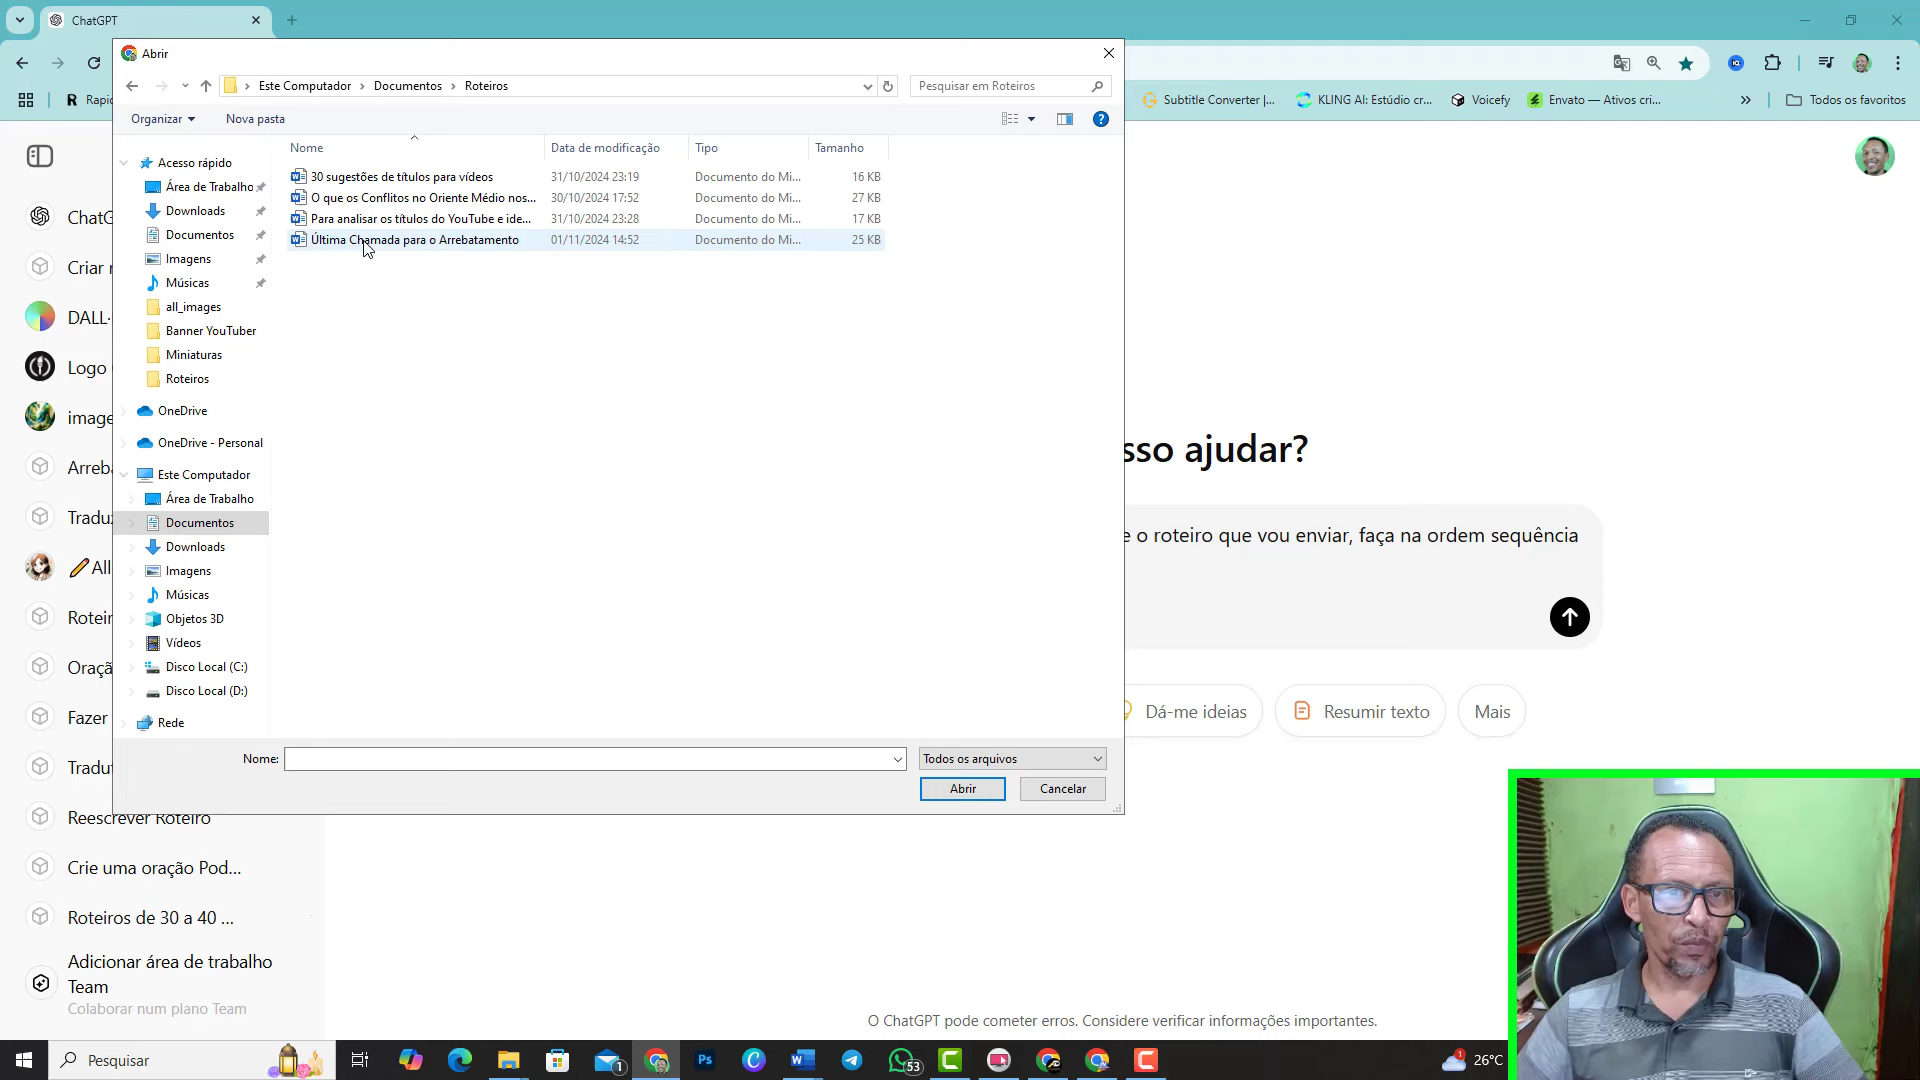 ChatGPT
Abrir
Este Computador
Documentos
Roteiros
Pesquisar em Roteiros
Rapid
Subtitle Converter |...
KLING AI: Estúdio cr...
Voicefy
Envato — Ativos cri...
Todos os favoritos
Organizar
Nova pasta
Nome
Data de modificação
Tipo
Tamanho
30 sugestões de títulos para vídeos
31/10/2024 23:19
Documento do Mi...
16 KB
O que os Conflitos no Oriente Médio nos...
30/10/2024 17:52
Documento do Mi...
27 KB
Para analisar os títulos do YouTube e ide...
31/10/2024 23:28
Documento do Mi...
17 KB
Última Chamada para o Arrebatamento
01/11/2024 14:52
Documento do Mi...
25 KB
Acesso rápido
Área de Trabalho
Downloads
Documentos
Imagens
Músicas
all_images
Banner YouTuber
Miniaturas
Roteiros
OneDrive
OneDrive - Personal
Este Computador
Área de Trabalho
Documentos
Downloads
Imagens
Músicas
Objetos 3D
Vídeos
Disco Local (C:)
Disco Local (D:)
Rede
Nome:
Todos os arquivos
Abrir
Cancelar
ChatG
Criar r
DALL·
Logo
image
Arreba
Traduz
All
Roteir
Oraçã
Fazer
Tradut
Reescrever Roteiro
Crie uma oração Pod...
Roteiros de 30 a 40 ...
Adicionar área de trabalho
Team
Colaborar num plano Team
sso ajudar?
e o roteiro que vou enviar, faça na ordem sequência
Dá-me ideias
Resumir texto
Mais
O ChatGPT pode cometer erros. Considere verificar informações importantes.
Pesquisar
1
Ps
53
1
26°C